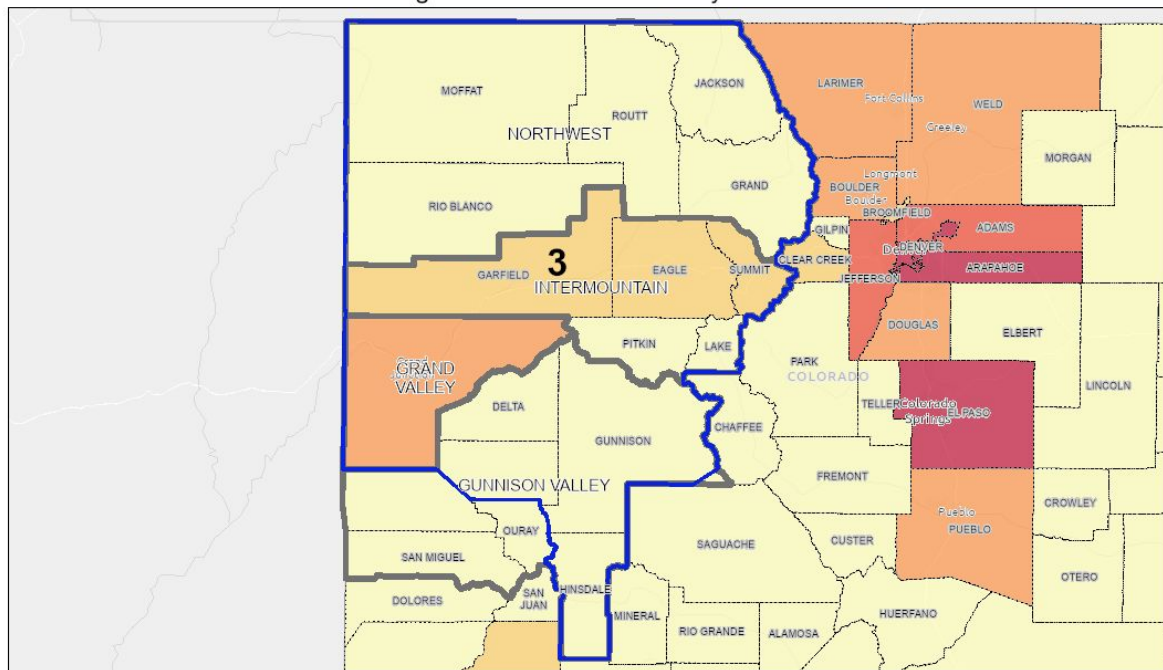 JACKSON
LARIMER
MOFFAT
Fort Collins
WELD
ROUTT
NORTHWEST
Greeley
MORGAN
Longmont
GRAND
BOULDER
Boulder
RIO BLANCO
BROOMFIELD
GILPIN
ADAMS
DENVER
Denver
3
CLEAR CREEK
EAGLE
SUMMIT
ARAPAHOE
GARFIELD
JEFFERSON
INTERMOUNTAIN
DOUGLAS
ELBERT
PITKIN
LAKE
PARK
GRAND
VALLEY
COLORADO
LINCOLN
TELLER
Colorado
Springs
DELTA
EL PASO
CHAFFEE
GUNNISON
FREMONT
GUNNISON VALLEY
CROWLEY
Pueblo
PUEBLO
OURAY
CUSTER
SAGUACHE
SAN MIGUEL
OTERO
HINSDALE
SAN
JUAN
DOLORES
HUERFANO
MINERAL
RIO GRANDE
ALAMOSA